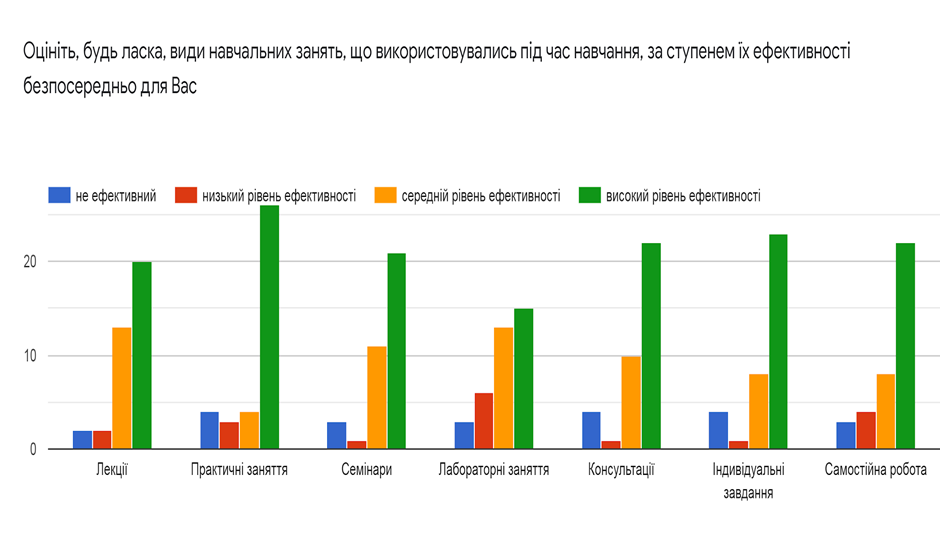 Оцініть, будь ласка, види навчальних занять, що використовувались під час навчання, за ступенем їх ефективності
безпосередньо для Вас
не ефективний низький рівень ефективності середній рівень ефективності високий рівень ефективності
20
10
0
Лекції Практичні заняття Семінари Лабораторні заняття Консультації Індивідуальні завдання Самостійна робота